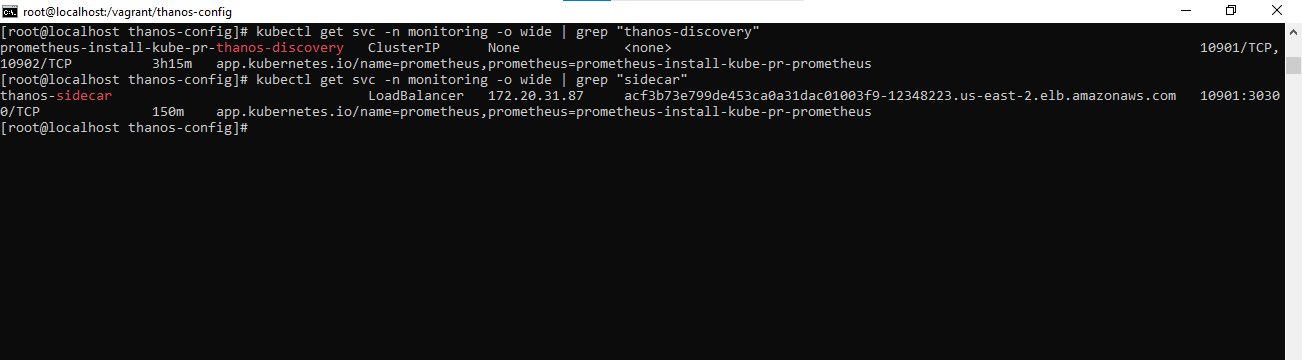 root@localhost:/vagrant/thanos-config
[root@localhost thanos-config]# kubectl get svc -n monitoring -o wide | grep "thanos-discovery"
prometheus-install-kube-pr-thanos-discovery   ClusterIP      None             <none>                                                                   10901/TCP,
10902/TCP          3h15m   app.kubernetes.io/name=prometheus,prometheus=prometheus-install-kube-pr-prometheus
[root@localhost thanos-config]# kubectl get svc -n monitoring -o wide | grep "sidecar"
thanos-sidecar                                LoadBalancer   172.20.31.87     acf3b73e799de453ca0a31dac01003f9-12348223.us-east-2.elb.amazonaws.com   10901:3030
0/TCP              150m    app.kubernetes.io/name=prometheus,prometheus=prometheus-install-kube-pr-prometheus
[root@localhost thanos-config]#